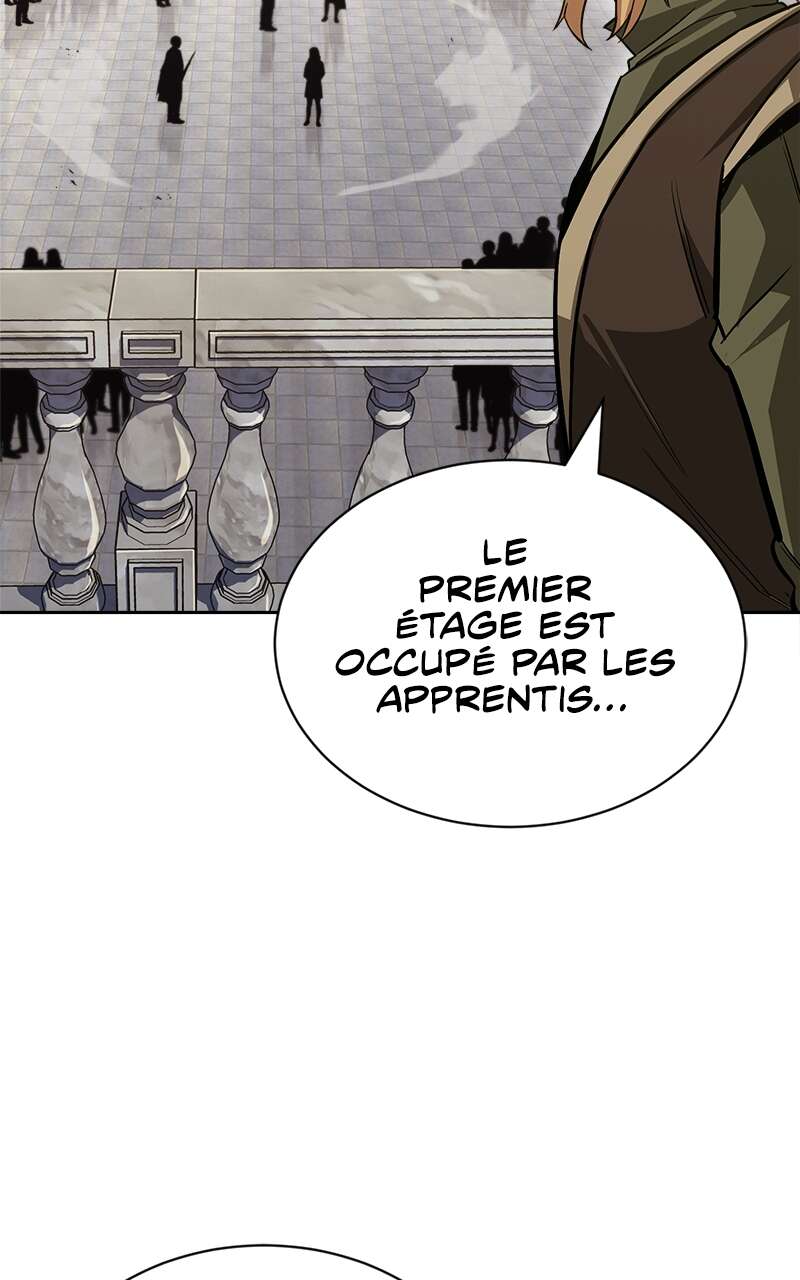 LE
PREMIER
ÉTAGE EST
OCCUPÉ PAR LES
APPRENTIS...